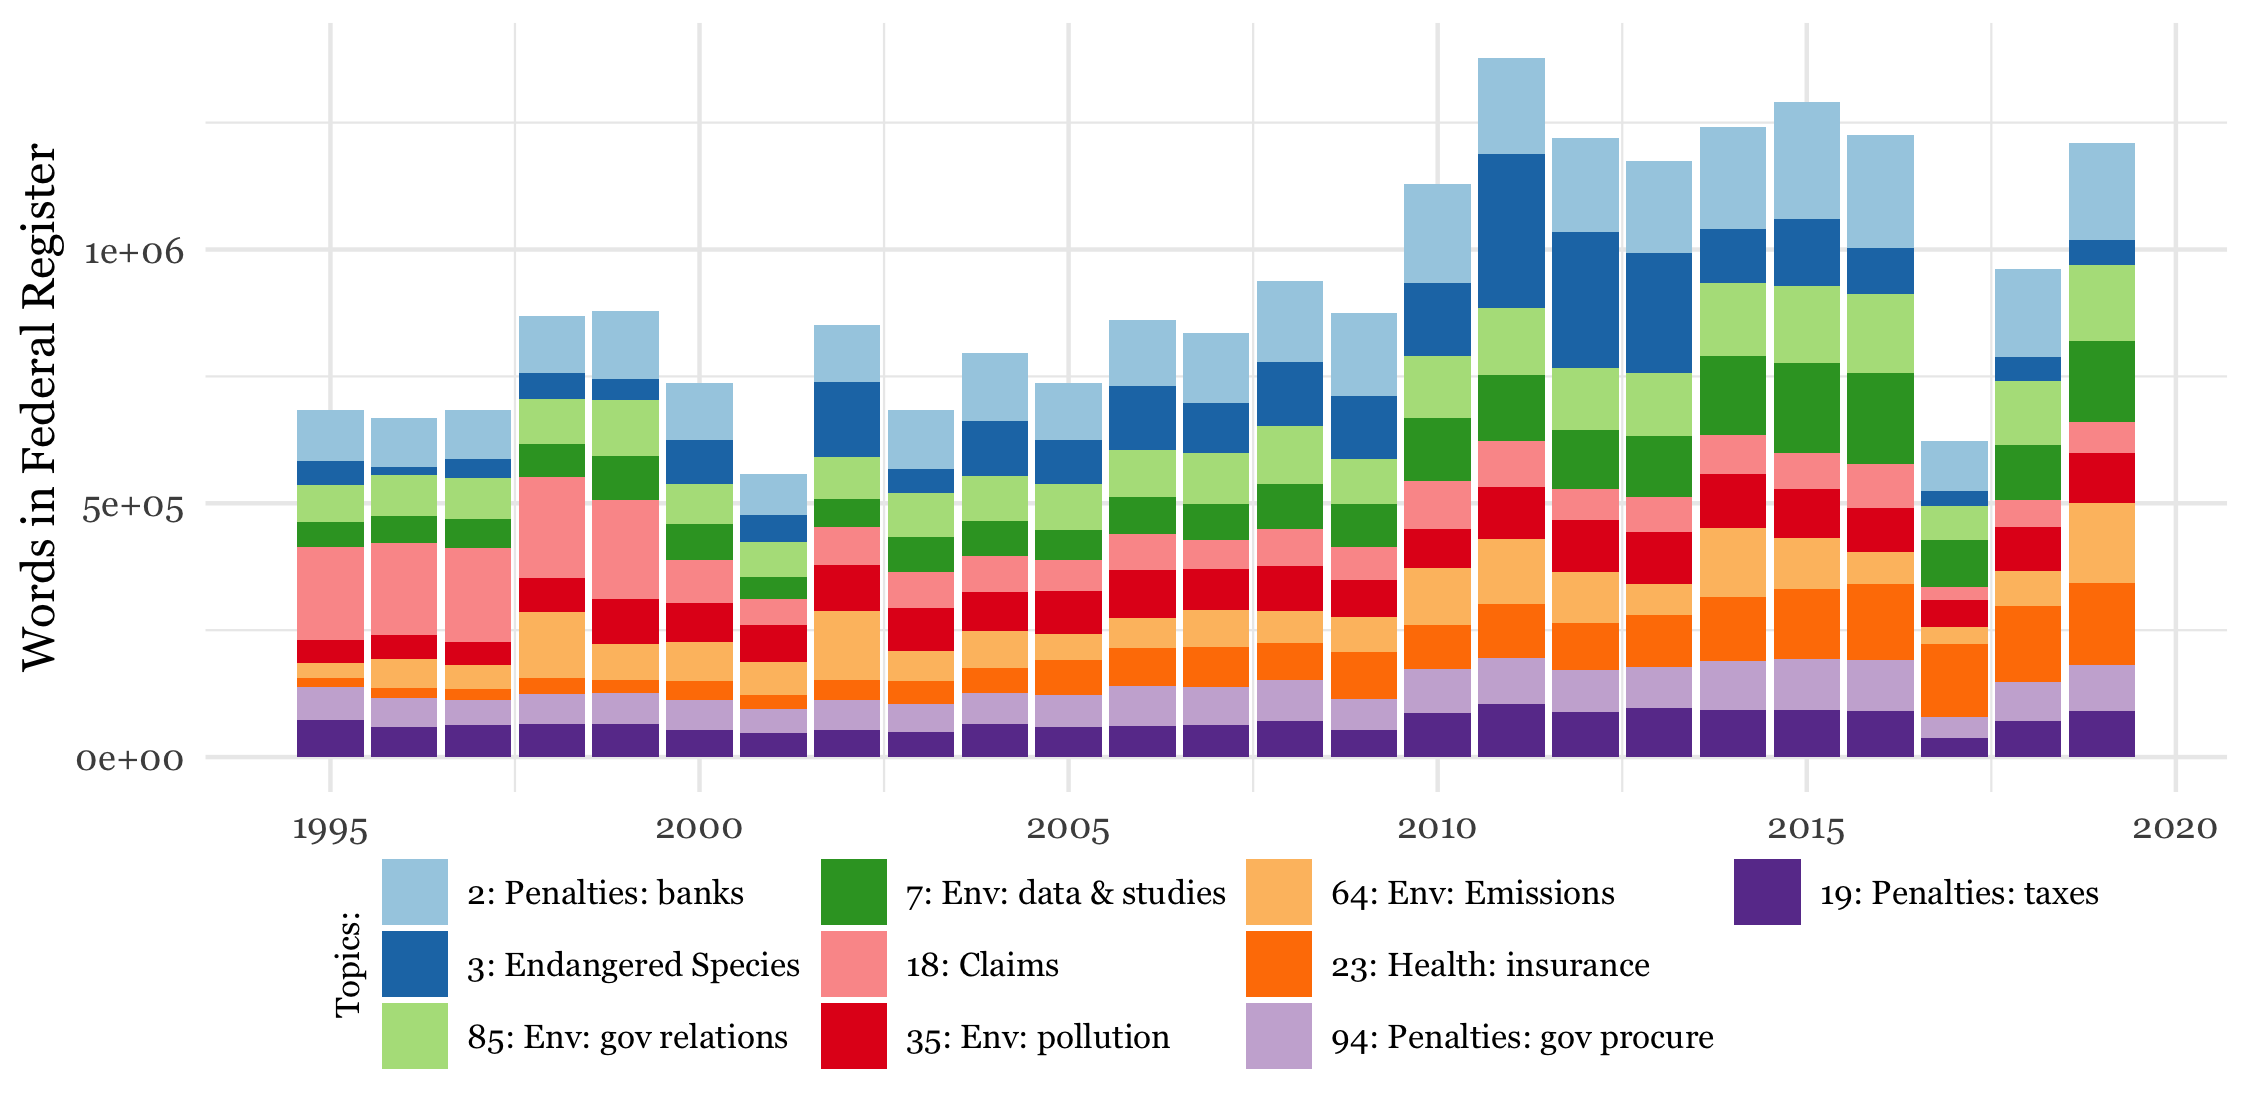 Words in Federal Register
1e+06
5e+05
0e+00
1995 2000 2005 2010 2015 2020
Topics:
2: Penalties: banks
3: Endangered Species
85: Env: gov relations
7: Env: data & studies
18: Claims
35: Env: pollution
64: Env: Emissions
23: Health: insurance
94: Penalties: gov procure
19: Penalties: taxes